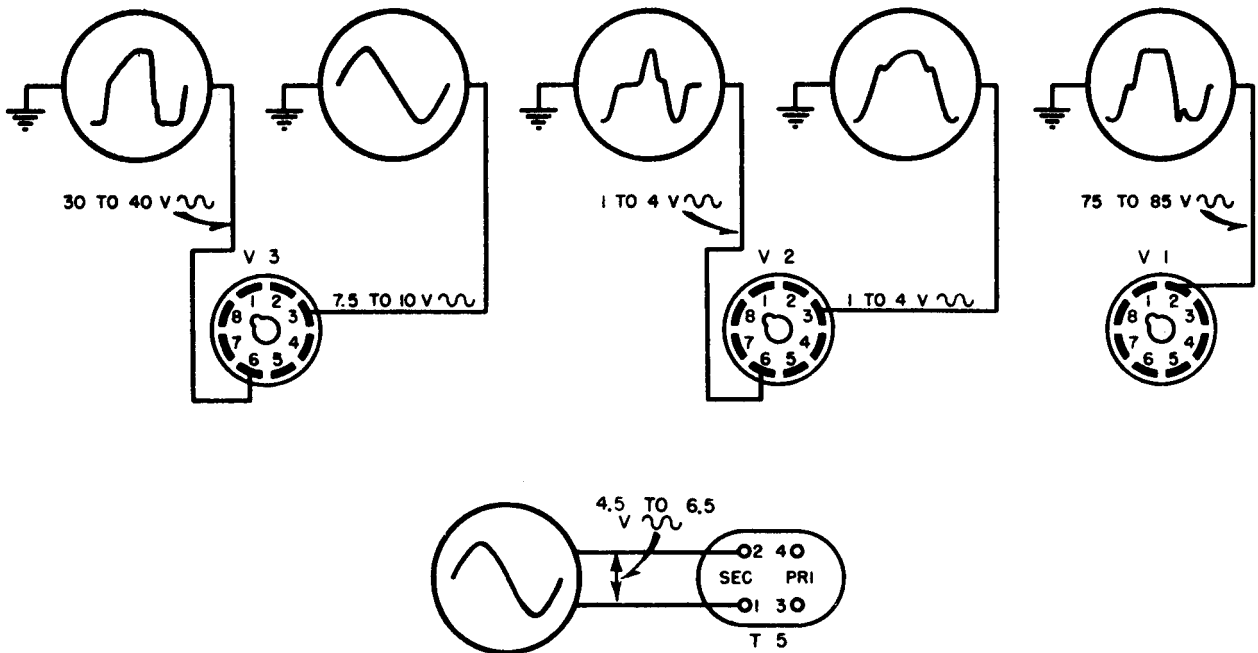 30 TO 40 V
1 TO 4 V
75 TO 85 V
V 3
V 2
V 1
7.5 TO 10 V
1 TO 4 V
1 2
8 3
7 4
6 5
1 2
8 3
7 4
6 5
1 2
8 3
7 4
6 5
4.5 TO 6.5
V
2 4
SEC PRI
1 3
T 5